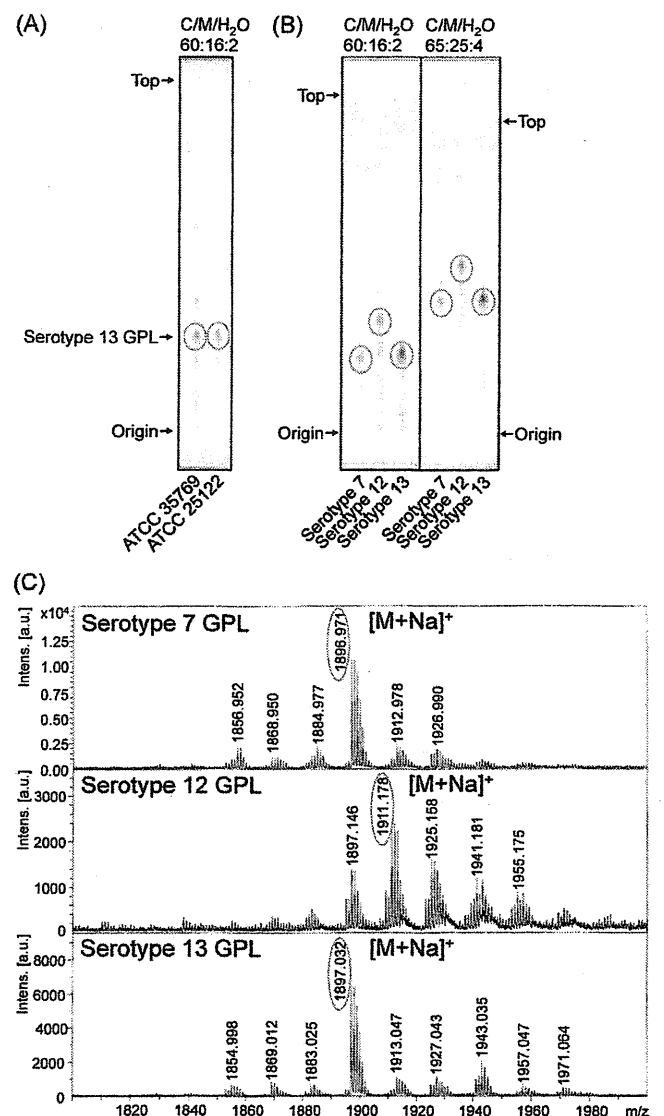 (A)
C/M/H₂O
60:16:2
Top→
Serotype 13 GPL→
Origin→
ATCC 35769
ATCC 25122
(B)
C/M/H₂O
60:16:2
C/M/H₂O
65:25:4
Top→
←Top
Origin→
←Origin
Serotype 7
Serotype 12
Serotype 13
Serotype 7
Serotype 12
Serotype 13
(C)
Intens. [a.u.]
x10⁴
1.25
1.00
0.75
0.50
0.25
0.00
Serotype 7 GPL
[M+Na]⁺
1856.952
1868.950
1884.977
1896.971
1912.978
1926.990
Intens. [a.u.]
3000
2000
1000
0
Serotype 12 GPL
[M+Na]⁺
1897.146
1911.178
1925.158
1941.181
1955.175
Intens. [a.u.]
8000
6000
4000
2000
0
Serotype 13 GPL
[M+Na]⁺
1854.998
1869.012
1883.025
1897.032
1913.047
1927.043
1943.035
1957.047
1971.064
1820
1840
1860
1880
1900
1920
1940
1960
1980
m/z